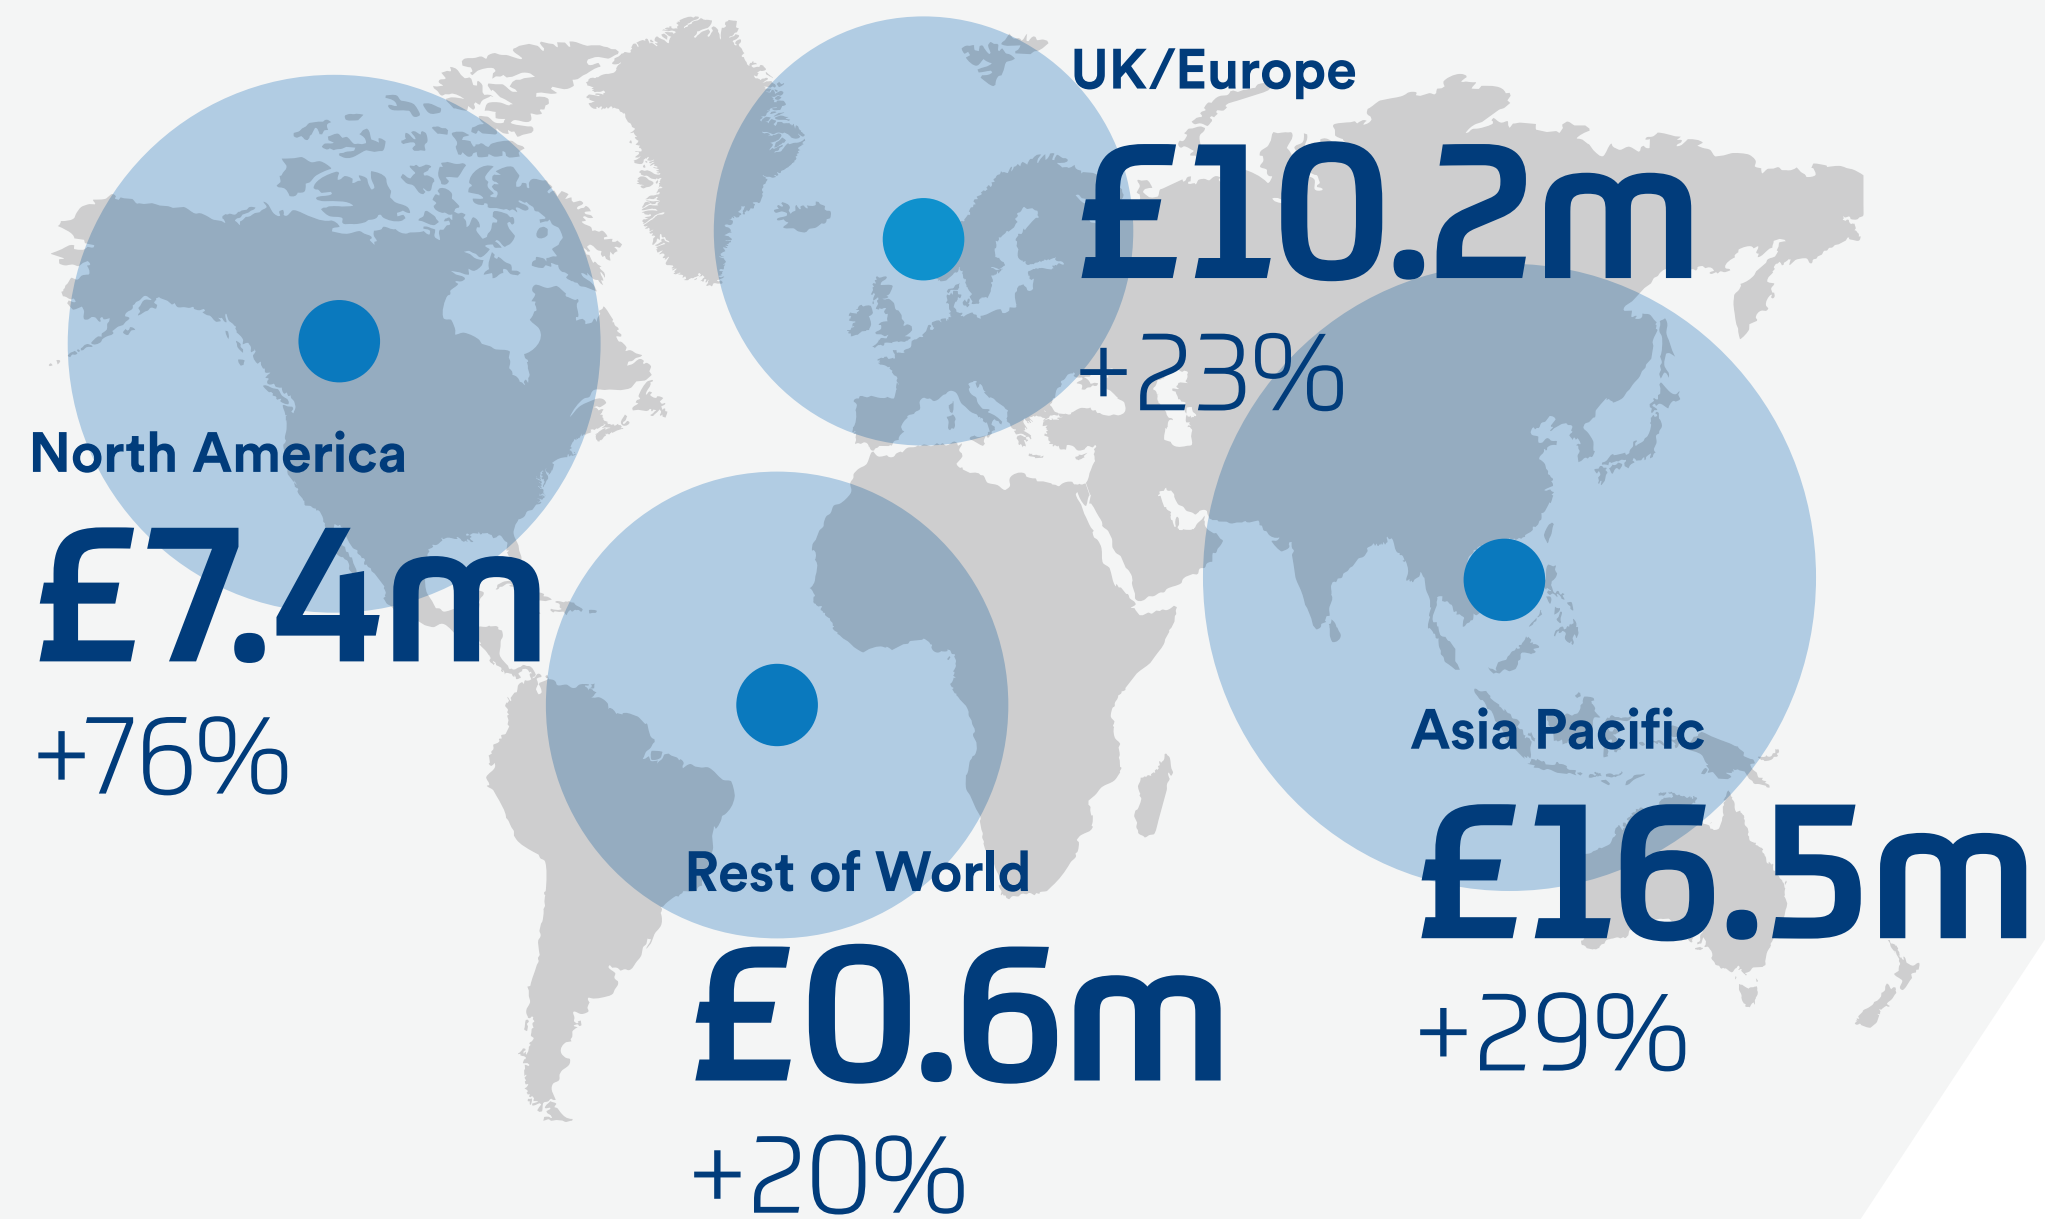 UK/Europe
£10.2m
+23%
North America
£7.4m
+76%
Asia Pacific
£16.5m
+29%
Rest of World
£0.6m
+20%